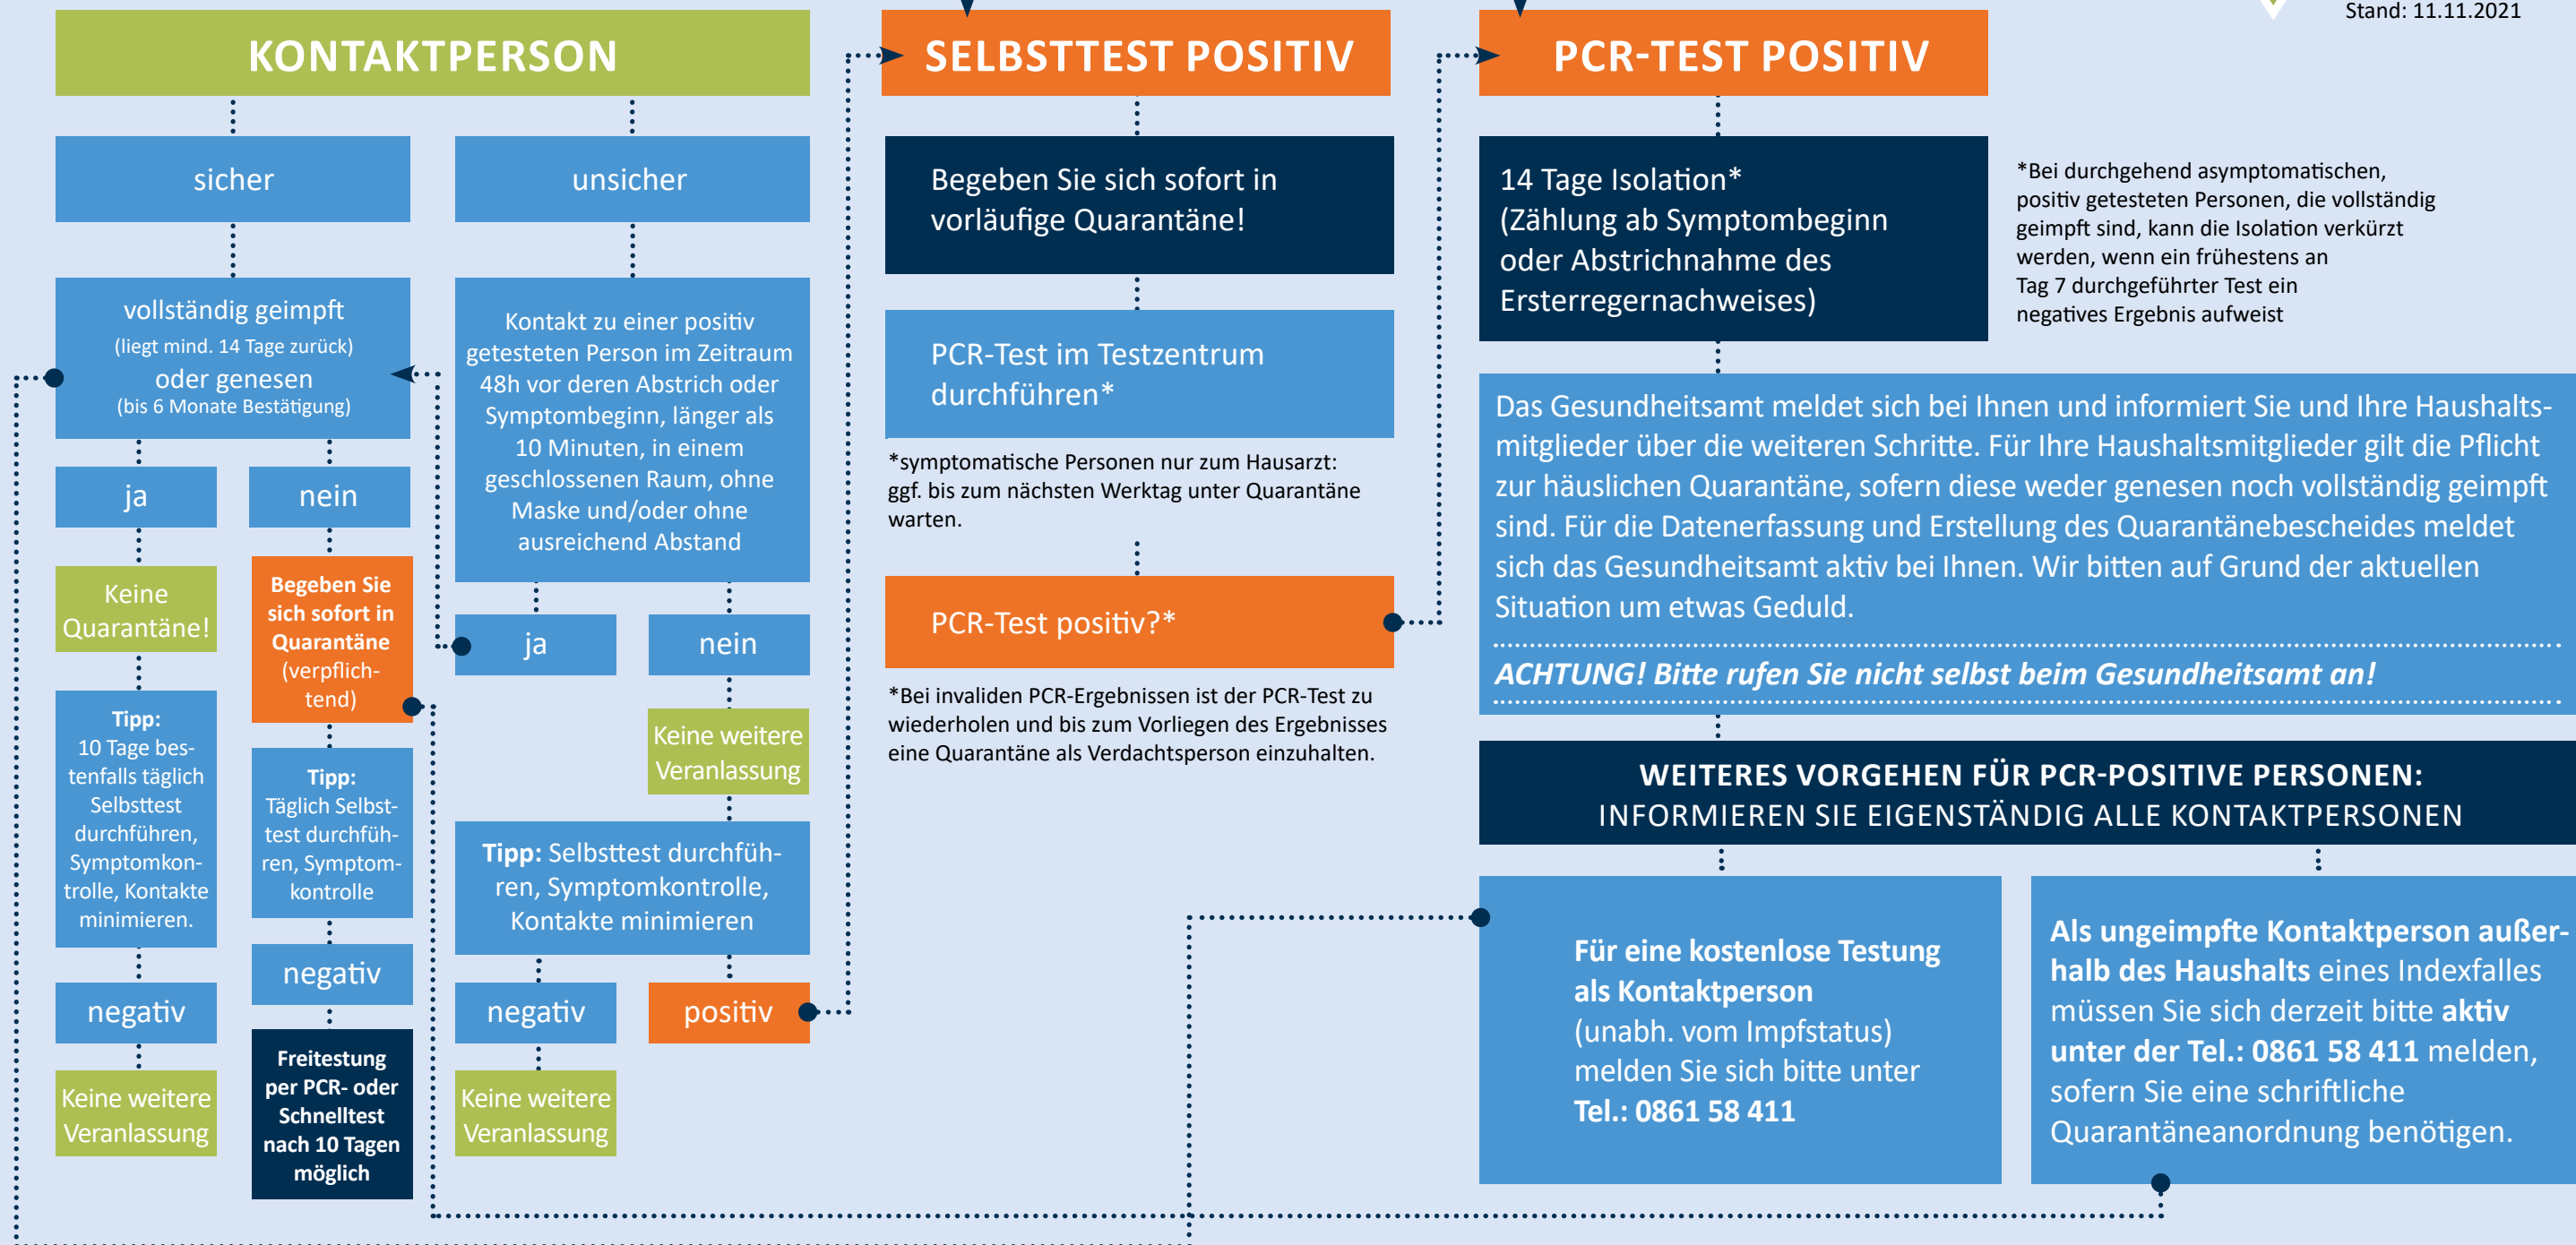 Stand: 11.11.2021
KONTAKTPERSON
sicher
unsicher
vollständig geimpft
(liegt mind. 14 Tage zurück)
oder genesen
(bis 6 Monate Bestätigung)
ja
nein
Keine
Quarantäne!
Begeben Sie
sich sofort in
Quarantäne
(verpflich-
tend)
Tipp:
10 Tage bes-
tenfalls täglich
Selbsttest
durchführen,
Symptomkon-
trolle, Kontakte
minimieren.
Tipp:
Täglich Selbst-
test durchfüh-
ren, Symptom-
kontrolle
negativ
negativ
Keine weitere
Veranlassung
Freitestung
per PCR- oder
Schnelltest
nach 10 Tagen
möglich
Kontakt zu einer positiv
getesteten Person im Zeitraum
48h vor deren Abstrich oder
Symptombeginn, länger als
10 Minuten, in einem
geschlossenen Raum, ohne
Maske und/oder ohne
ausreichend Abstand
ja
nein
Keine weitere
Veranlassung
Tipp: Selbsttest durchfüh-
ren, Symptomkontrolle,
Kontakte minimieren
negativ
positiv
Keine weitere
Veranlassung
SELBSTTEST POSITIV
Begeben Sie sich sofort in
vorläufige Quarantäne!
PCR-Test im Testzentrum
durchführen*
*symptomatische Personen nur zum Hausarzt:
ggf. bis zum nächsten Werktag unter Quarantäne
warten.
PCR-Test positiv?*
*Bei invaliden PCR-Ergebnissen ist der PCR-Test zu
wiederholen und bis zum Vorliegen des Ergebnisses
eine Quarantäne als Verdachtsperson einzuhalten.
PCR-TEST POSITIV
14 Tage Isolation*
(Zählung ab Symptombeginn
oder Abstrichnahme des
Ersterregernachweises)
*Bei durchgehend asymptomatischen,
positiv getesteten Personen, die vollständig
geimpft sind, kann die Isolation verkürzt
werden, wenn ein frühestens an
Tag 7 durchgeführter Test ein
negatives Ergebnis aufweist
Das Gesundheitsamt meldet sich bei Ihnen und informiert Sie und Ihre Haushalts-
mitglieder über die weiteren Schritte. Für Ihre Haushaltsmitglieder gilt die Pflicht
zur häuslichen Quarantäne, sofern diese weder genesen noch vollständig geimpft
sind. Für die Datenerfassung und Erstellung des Quarantänebescheides meldet
sich das Gesundheitsamt aktiv bei Ihnen. Wir bitten auf Grund der aktuellen
Situation um etwas Geduld.
ACHTUNG! Bitte rufen Sie nicht selbst beim Gesundheitsamt an!
WEITERES VORGEHEN FÜR PCR-POSITIVE PERSONEN:
INFORMIEREN SIE EIGENSTÄNDIG ALLE KONTAKTPERSONEN
Für eine kostenlose Testung
als Kontaktperson
(unabh. vom Impfstatus)
melden Sie sich bitte unter
Tel.: 0861 58 411
Als ungeimpfte Kontaktperson außer-
halb des Haushalts eines Indexfalles
müssen Sie sich derzeit bitte aktiv
unter der Tel.: 0861 58 411 melden,
sofern Sie eine schriftliche
Quarantäneanordnung benötigen.